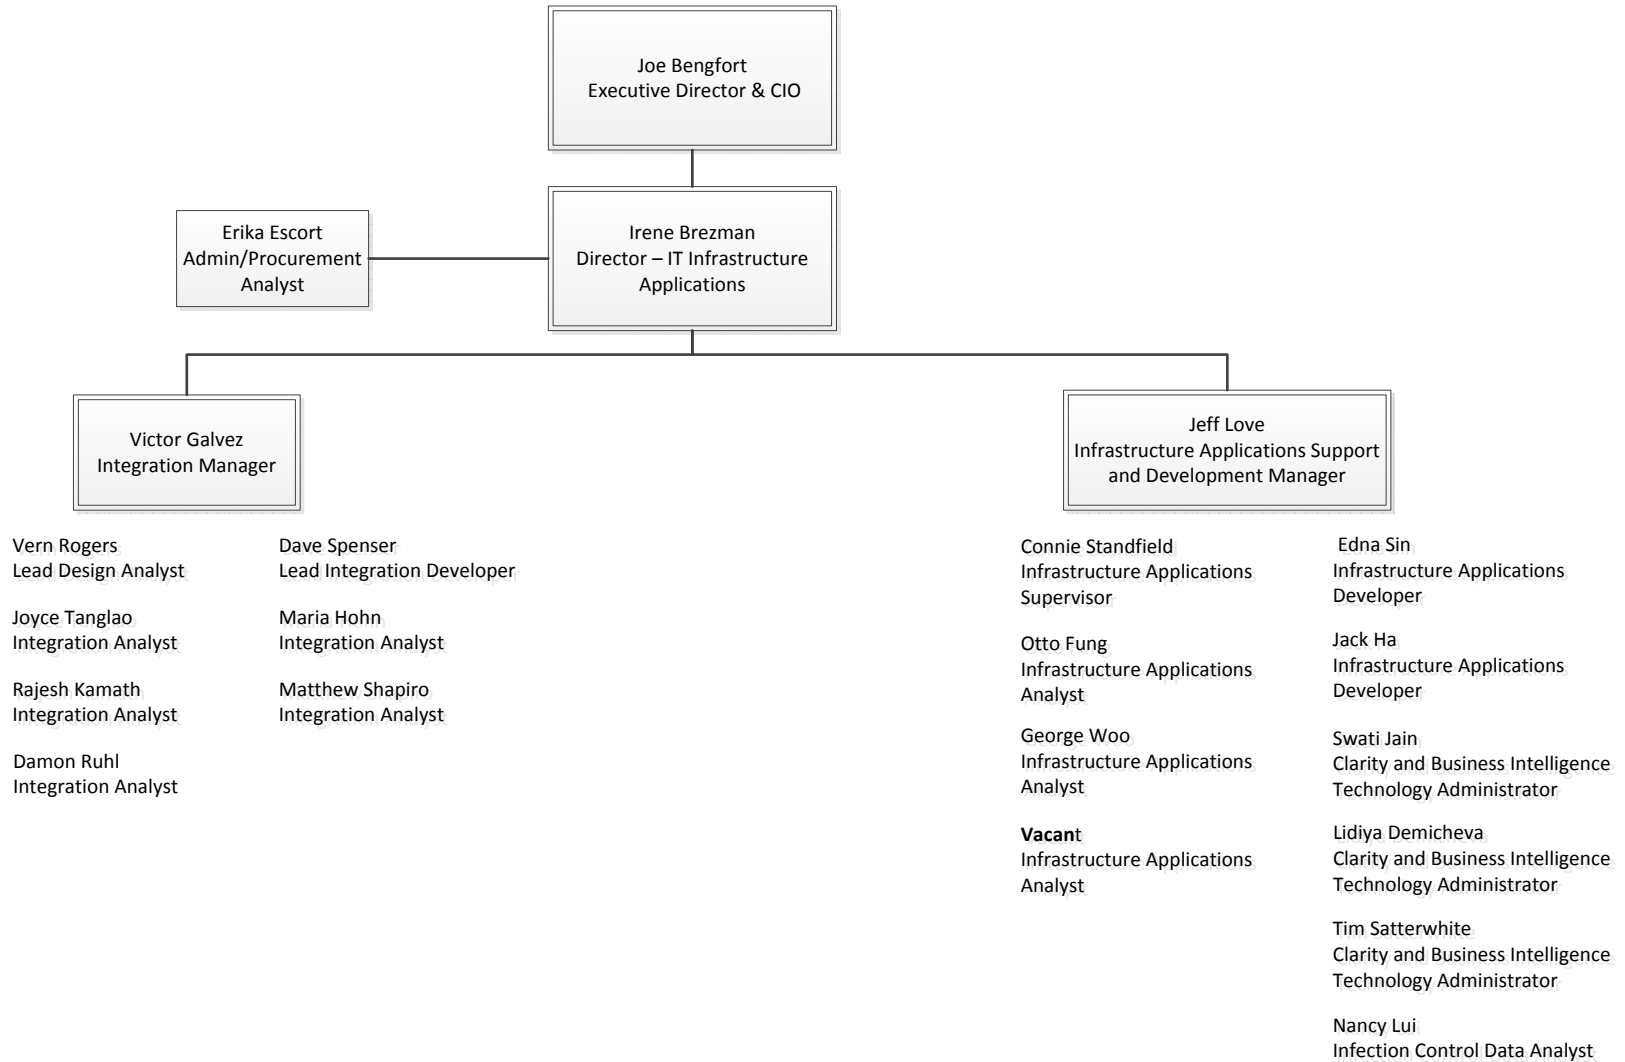 Joe Bengfort
Executive Director & CIO
Erika Escort
Admin/Procurement
Analyst
Irene Brezman
Director – IT Infrastructure
Applications
Victor Galvez
Integration Manager
Jeff Love
Infrastructure Applications Support
and Development Manager
Vern Rogers
Lead Design Analyst
Joyce Tanglao
Integration Analyst
Rajesh Kamath
Integration Analyst
Damon Ruhl
Integration Analyst
Dave Spenser
Lead Integration Developer
Maria Hohn
Integration Analyst
Matthew Shapiro
Integration Analyst
Connie Standfield
Infrastructure Applications
Supervisor
Otto Fung
Infrastructure Applications
Analyst
George Woo
Infrastructure Applications
Analyst
Vacant
Infrastructure Applications
Analyst
Edna Sin
Infrastructure Applications
Developer
Jack Ha
Infrastructure Applications
Developer
Swati Jain
Clarity and Business Intelligence
Technology Administrator
Lidiya Demicheva
Clarity and Business Intelligence
Technology Administrator
Tim Satterwhite
Clarity and Business Intelligence
Technology Administrator
Nancy Lui
Infection Control Data Analyst